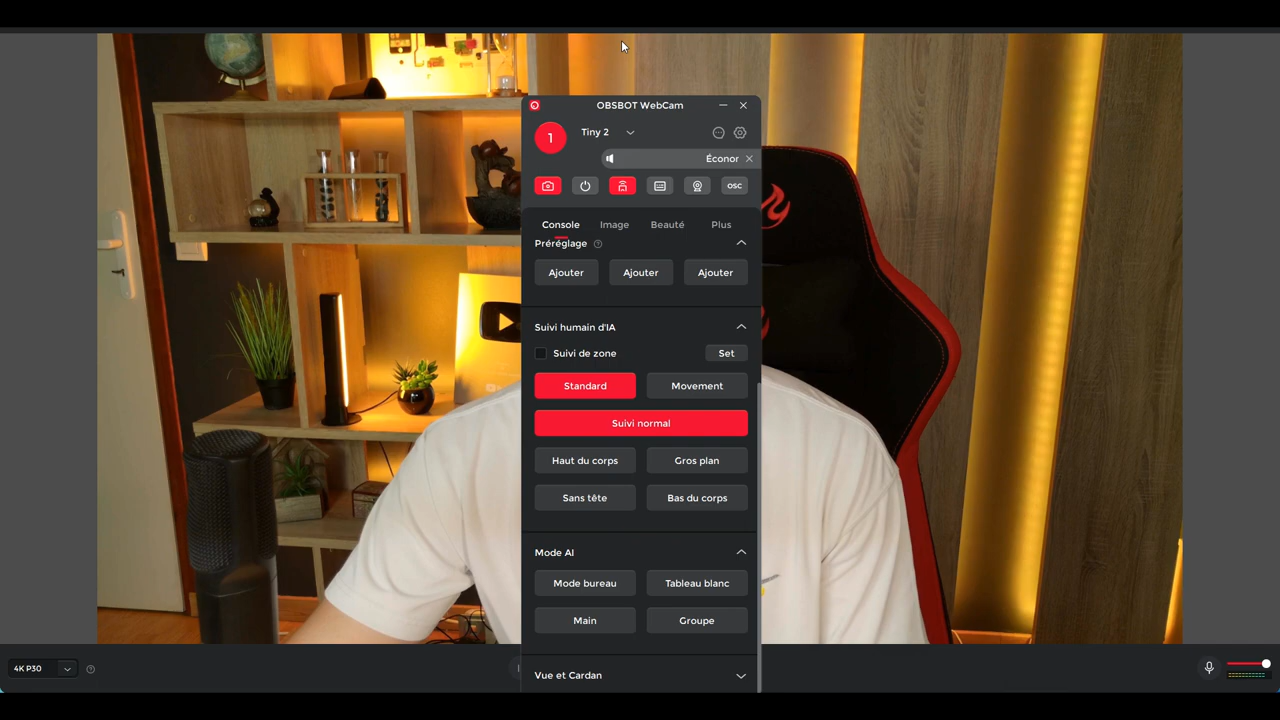 OBSBOT WebCam
1
Tiny 2
Éconor
OSC
Console
Image
Beauté
Plus
Préréglage
Ajouter
Ajouter
Ajouter
Suivi humain d'IA
Suivi de zone
Set
Standard
Movement
Suivi normal
Haut du corps
Gros plan
Sans tête
Bas du corps
Mode AI
Mode bureau
Tableau blanc
Main
Groupe
Vue et Cardan
4K P30